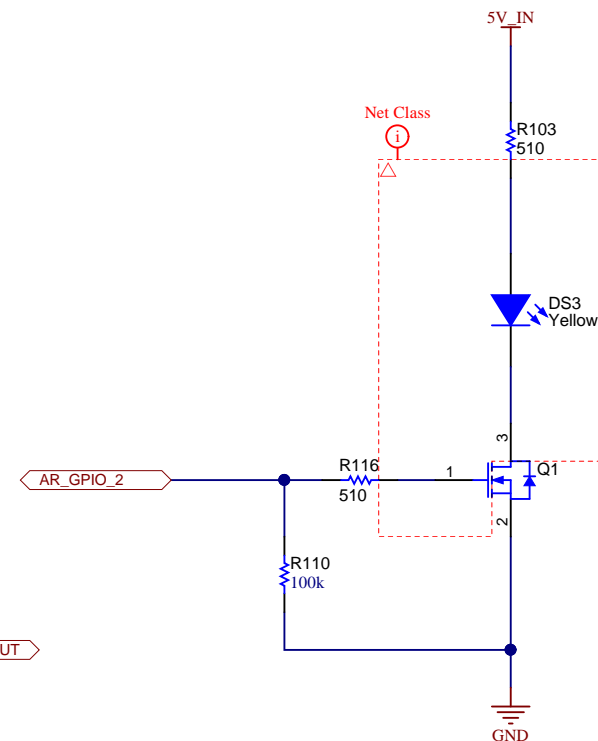 5V_IN
Net Class
i
R103
510
DS3
Yellow
3
AR_GPIO_2
R116
510
1
Q1
2
R110
100k
UT
GND